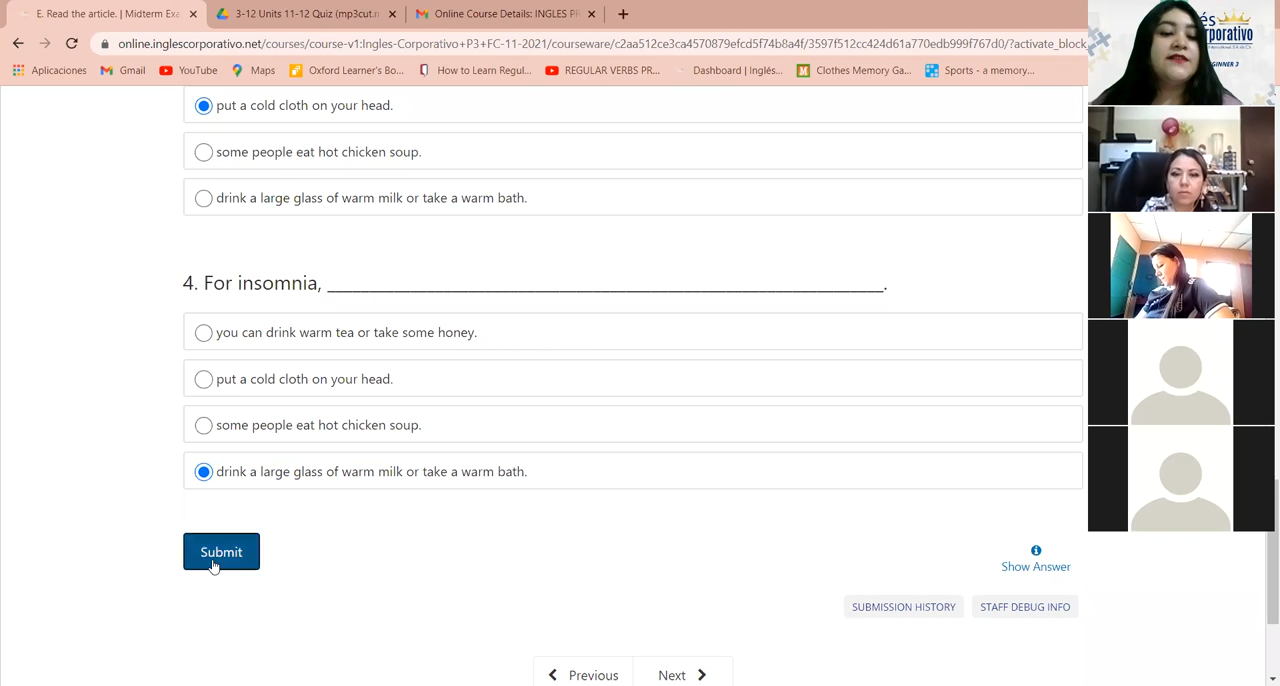 E. Read the article. | Midterm Exa
3-12 Units 11-12 Quiz (mp3cut.n
Online Course Details: INGLES PR
online.inglescorporativo.net/courses/course-v1:Ingles-Corporativo+P3+FC-11-2021/courseware/c2aa512ce3ca4570879efcd5f74b8a4f/3597f512cc424d61a770edb999f767d0/?activate_block
Aplicaciones
Gmail
YouTube
Maps
Oxford Learner's Bo...
How to Learn Regul...
REGULAR VERBS PR...
Dashboard | Inglés...
Clothes Memory Ga...
Sports - a memory...
put a cold cloth on your head.
some people eat hot chicken soup.
drink a large glass of warm milk or take a warm bath.
4. For insomnia, ______________________________________________.
you can drink warm tea or take some honey.
put a cold cloth on your head.
some people eat hot chicken soup.
drink a large glass of warm milk or take a warm bath.
Submit
Show Answer
SUBMISSION HISTORY
STAFF DEBUG INFO
Previous
Next